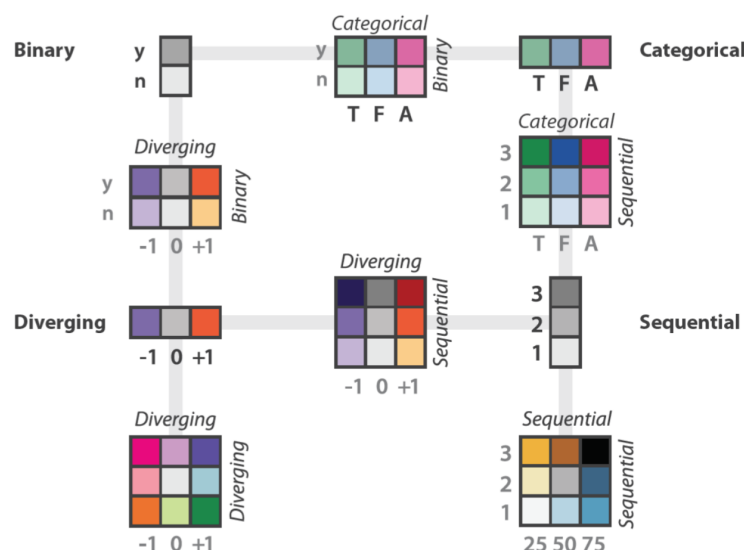 Categorical
Binary
y
n
y
n
Binary
Categorical
T F A
T F A
Diverging
y
n
Binary
-1 0 +1
Categorical
3
2
1
Sequential
T F A
Diverging
-1 0 +1
Diverging
Sequential
-1 0 +1
3
2
1
Sequential
Diverging
Diverging
-1 0 +1
Sequential
3
2
1
Sequential
25 50 75